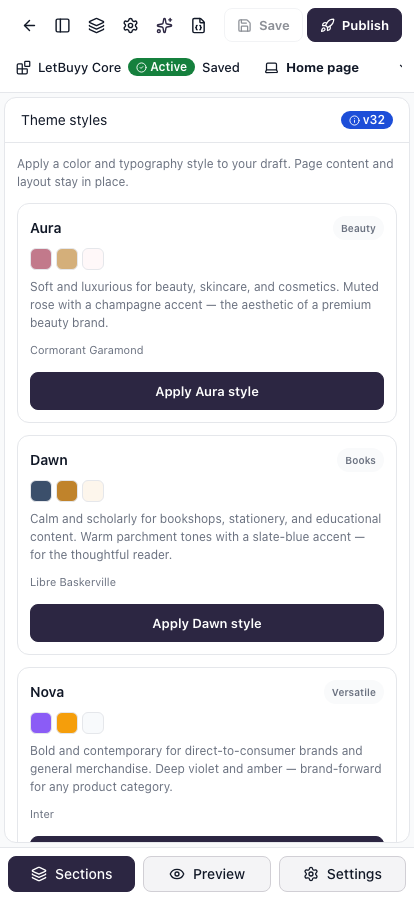 Save
Publish
LetBuyy Core
Active
Saved
Home page
Theme styles
v32
Apply a color and typography style to your draft. Page content and
layout stay in place.
Aura
Beauty
Soft and luxurious for beauty, skincare, and cosmetics. Muted
rose with a champagne accent — the aesthetic of a premium
beauty brand.
Cormorant Garamond
Apply Aura style
Dawn
Books
Calm and scholarly for bookshops, stationery, and educational
content. Warm parchment tones with a slate-blue accent —
for the thoughtful reader.
Libre Baskerville
Apply Dawn style
Nova
Versatile
Bold and contemporary for direct-to-consumer brands and
general merchandise. Deep violet and amber — brand-forward
for any product category.
Inter
Sections
Preview
Settings